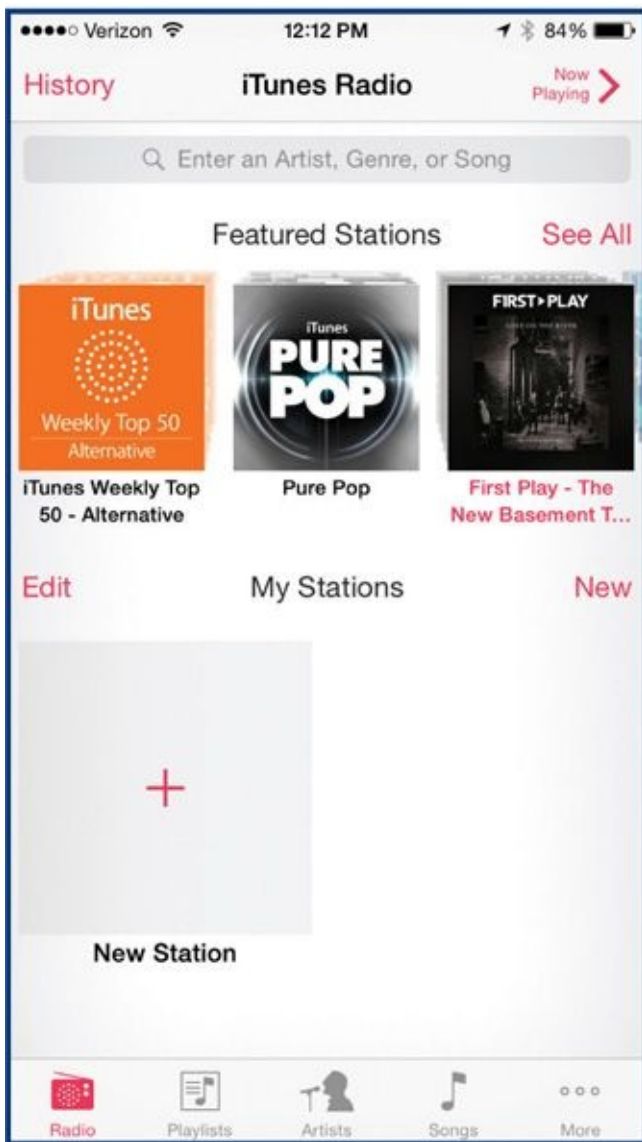 Verizon 12:12 PM 84%
History iTunes Radio Now Playing
Enter an Artist, Genre, or Song
Featured Stations See All
iTunes
Weekly Top 50
Alternative
iTunes
PURE
POP
FIRST PLAY
iTunes Weekly Top
50 - Alternative
Pure Pop
First Play - The
New Basement T...
Edit My Stations New
New Station
Radio Playlists Artists Songs More